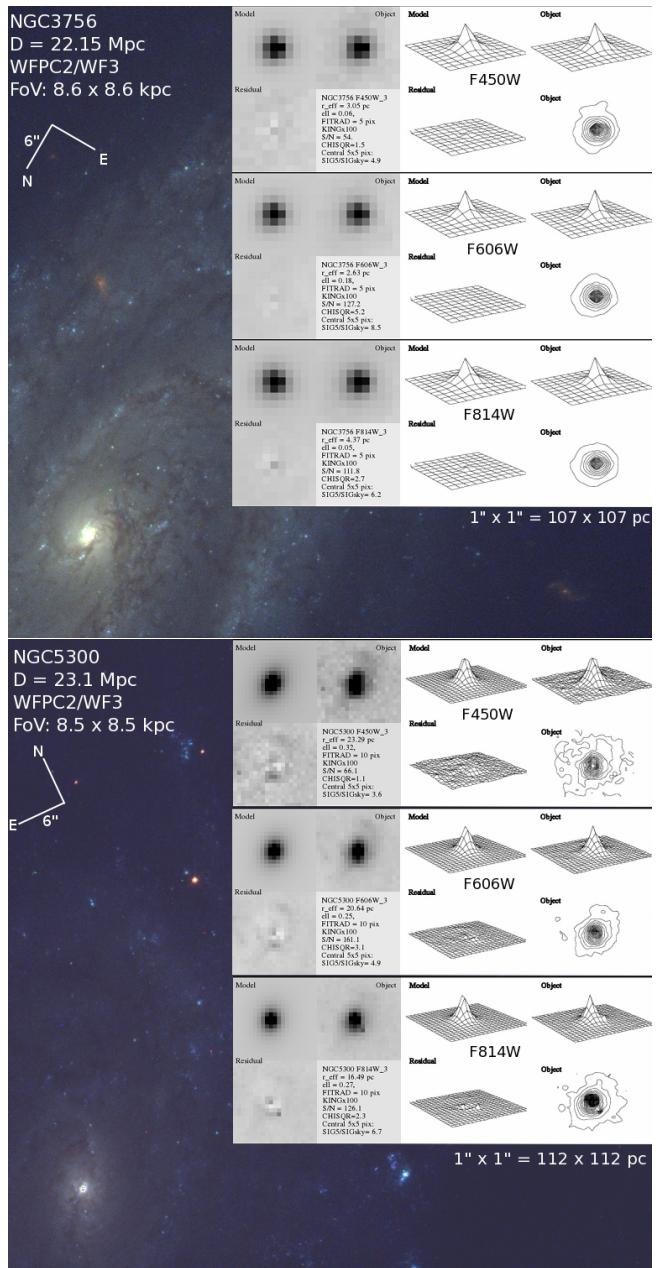 NGC3756
D = 22.15 Mpc
WFPC2/WF3
FoV: 8.6 x 8.6 kpc
6"
E
N
Model
Object
Residual
NGC3756 F450W_3
r_eff = 3.05 pc
ell = 0.06,
FITRAD = 5 pix
KINGx100
S/N = 54.
CHISQR=1.5
Central 5x5 pix:
SIG5/SIGsky= 4.9
Model
Object
F450W
Residual
Object
Model
Object
Residual
NGC3756 F606W_3
r_eff = 2.63 pc
ell = 0.18,
FITRAD = 5 pix
KINGx100
S/N = 127.2
CHISQR=5.2
Central 5x5 pix:
SIG5/SIGsky= 8.5
Model
Object
F606W
Residual
Object
Model
Object
Residual
NGC3756 F814W_3
r_eff = 4.37 pc
ell = 0.05,
FITRAD = 5 pix
KINGx100
S/N = 111.8
CHISQR=2.7
Central 5x5 pix:
SIG5/SIGsky= 6.2
Model
Object
F814W
Residual
Object
1" x 1" = 107 x 107 pc
NGC5300
D = 23.1 Mpc
WFPC2/WF3
FoV: 8.5 x 8.5 kpc
N
E
6"
Model
Object
Residual
NGC5300 F450W_3
r_eff = 23.29 pc
ell = 0.32,
FITRAD = 10 pix
KINGx100
S/N = 66.1
CHISQR=1.1
Central 5x5 pix:
SIG5/SIGsky= 3.6
Model
Object
F450W
Residual
Object
Model
Object
Residual
NGC5300 F606W_3
r_eff = 20.64 pc
ell = 0.25,
FITRAD = 10 pix
KINGx100
S/N = 161.1
CHISQR=3.1
Central 5x5 pix:
SIG5/SIGsky= 4.9
Model
Object
F606W
Residual
Object
Model
Object
Residual
NGC5300 F814W_3
r_eff = 16.49 pc
ell = 0.27,
FITRAD = 10 pix
KINGx100
S/N = 126.1
CHISQR=2.3
Central 5x5 pix:
SIG5/SIGsky= 6.7
Model
Object
F814W
Residual
Object
1" x 1" = 112 x 112 pc